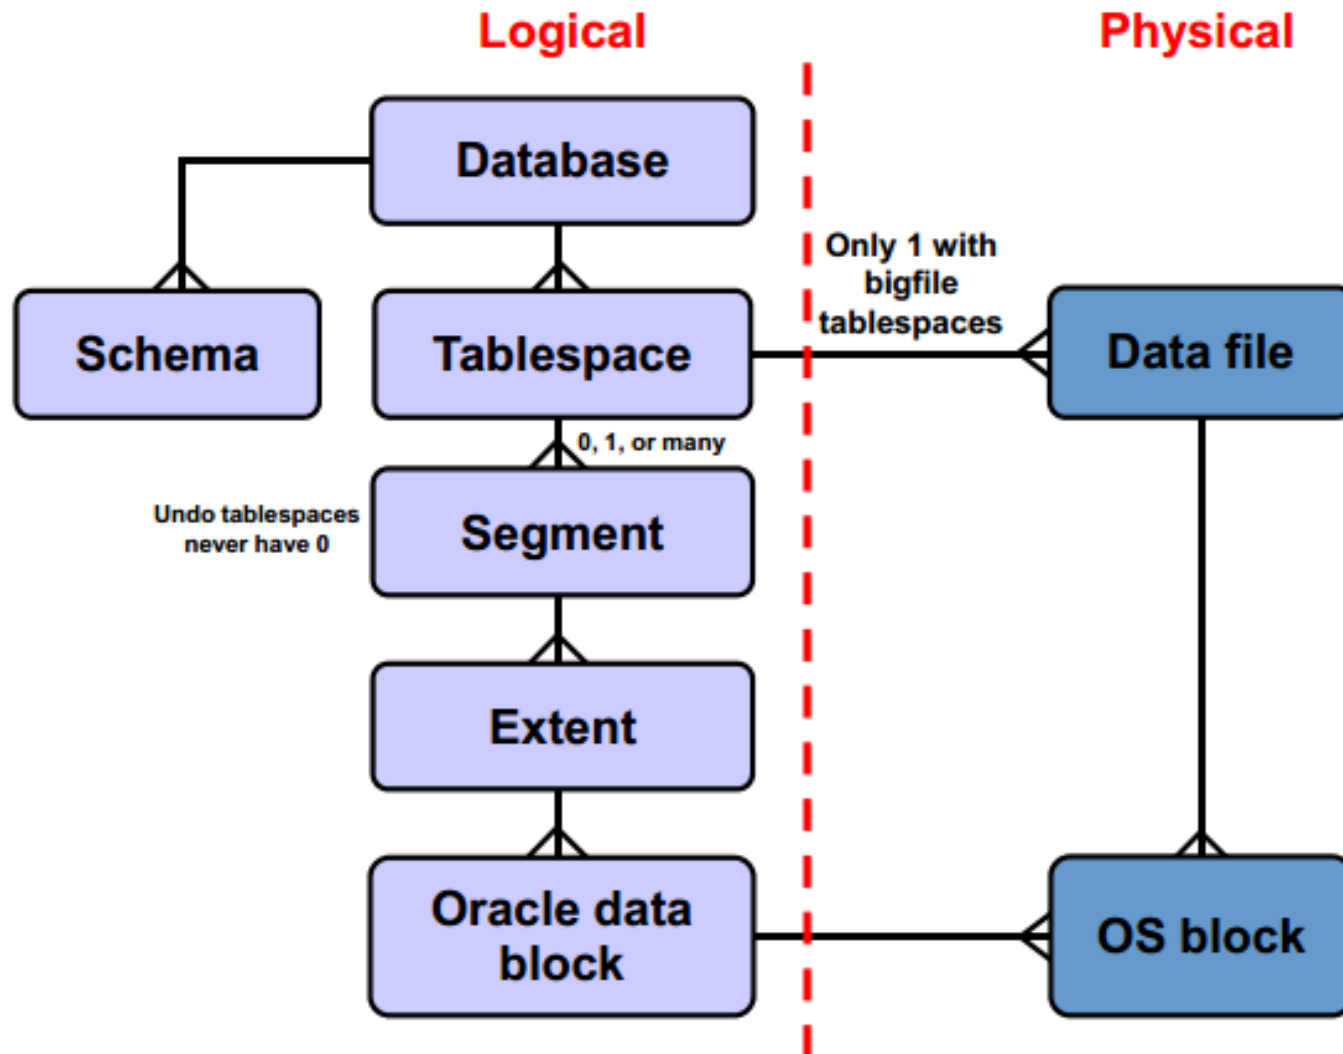 Logical
Physical
Database
Only 1 with
bigfile
tablespaces
Schema
Tablespace
Data file
0, 1, or many
Undo tablespaces
never have 0
Segment
Extent
Oracle data
block
OS block